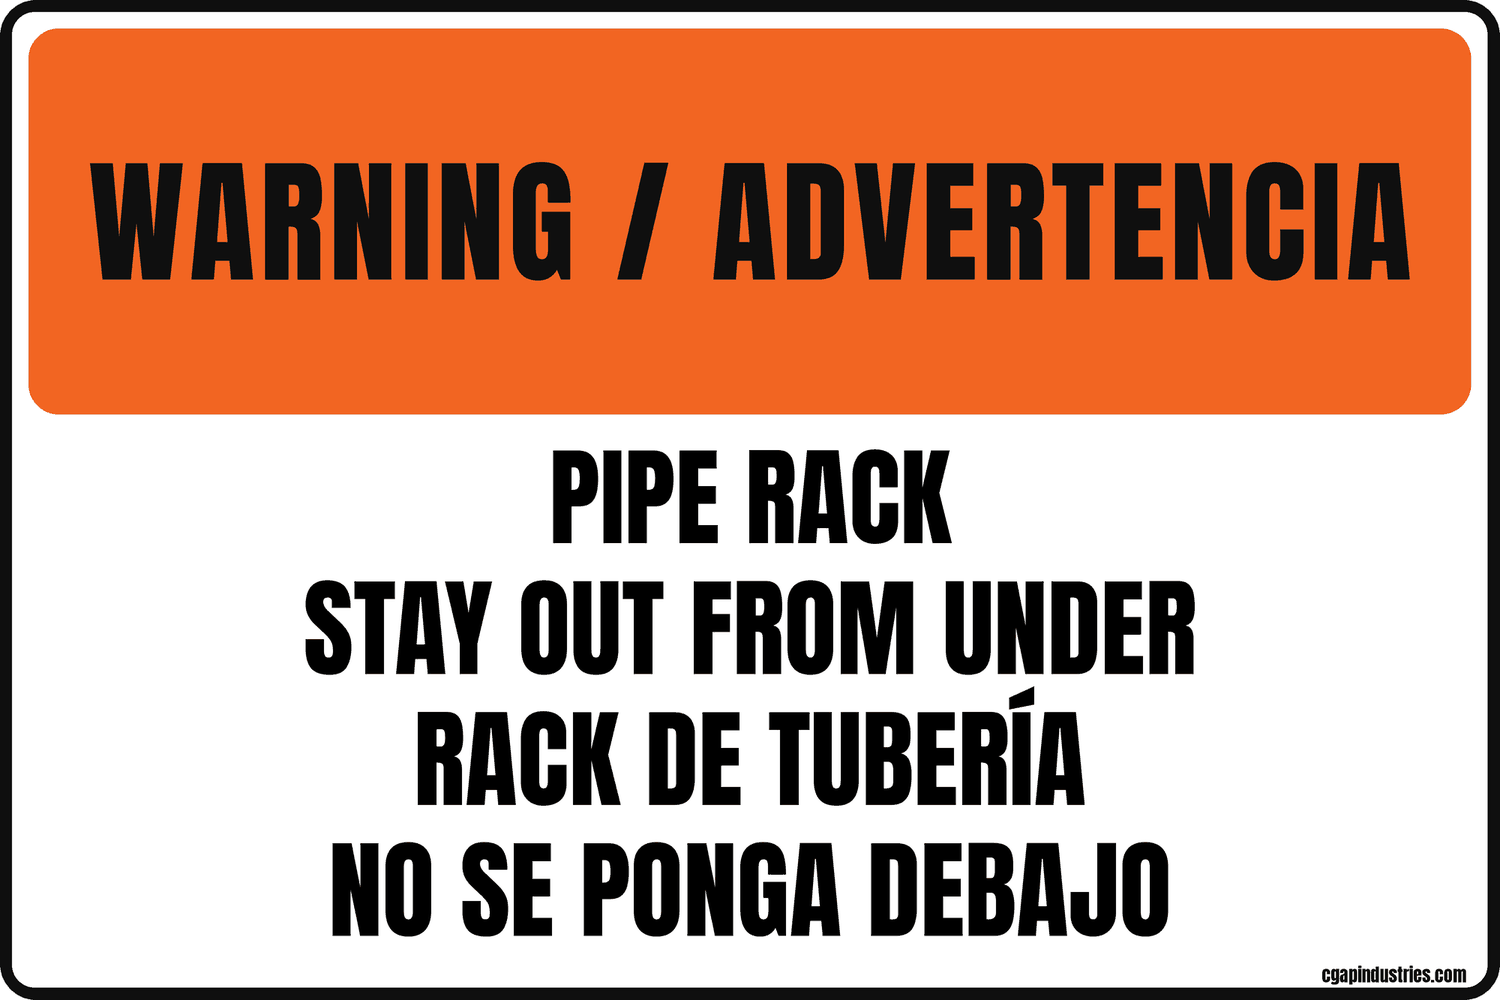 WARNING / ADVERTENCIA
PIPE RACK
STAY OUT FROM UNDER
RACK DE TUBERÍA
NO SE PONGA DEBAJO
cgapindustries.com